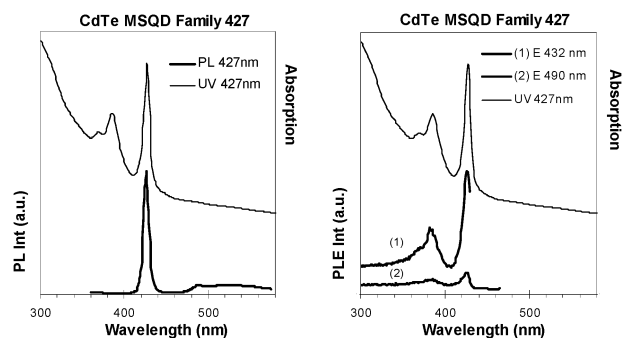 CdTe MSQD Family 427
PL 427nm
UV 427nm
PL Int (a.u.)
Absorption
300
400
500
Wavelength (nm)
CdTe MSQD Family 427
(1) E 432 nm
(2) E 490 nm
UV 427nm
PLE Int (a.u.)
Absorption
(1)
(2)
300
400
500
Wavelength (nm)